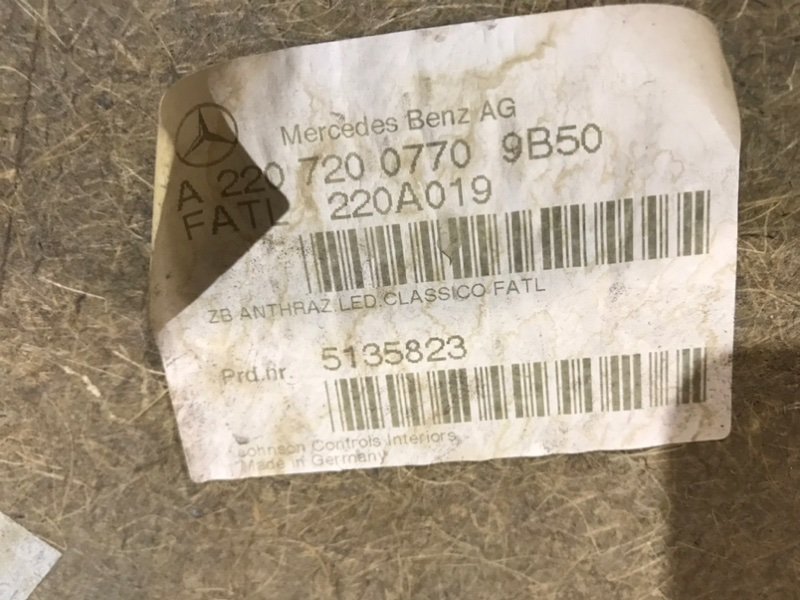 Mercedes Benz AG
A 220 720 0770 9B50
FATL 220A019
ZB ANTHRAZ.LED.CLASSICO FATL
Prd.nr. 5135823
Johnson Controls Interiors
Made in Germany